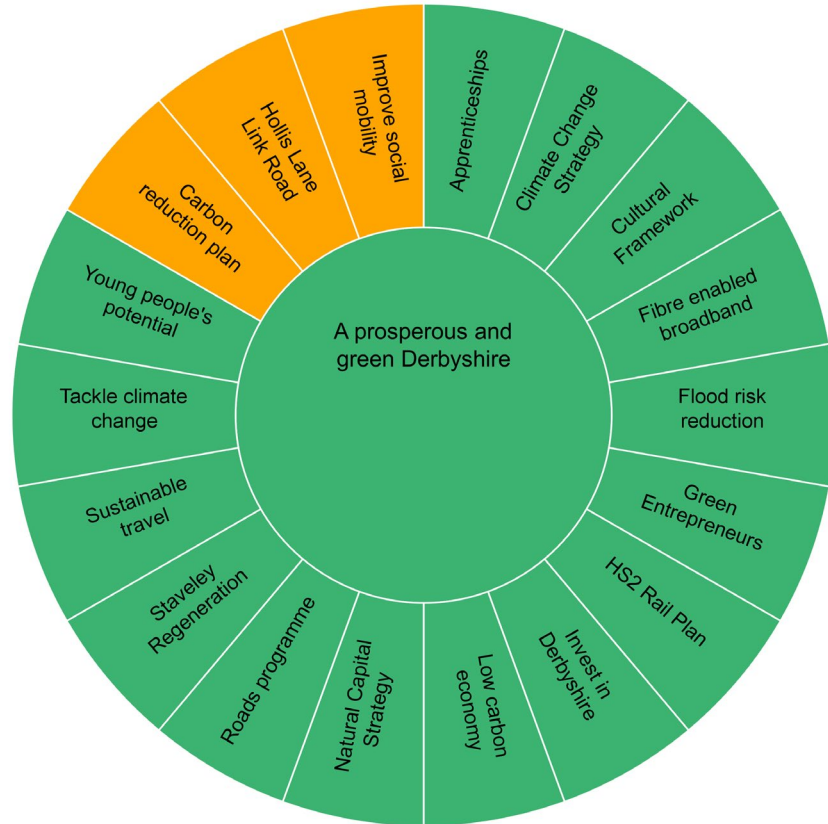 A prosperous and
green Derbyshire
Apprenticeships
Climate Change
Strategy
Cultural
Framework
Fibre enabled
broadband
Flood risk
reduction
Green
Entrepreneurs
HS2 Rail Plan
Invest in
Derbyshire
Low carbon
economy
Natural Capital
Strategy
Roads programme
Staveley
Regeneration
Sustainable
travel
Tackle climate
change
Young people's
potential
Carbon
reduction plan
Hollis Lane
Link Road
Improve social
mobility